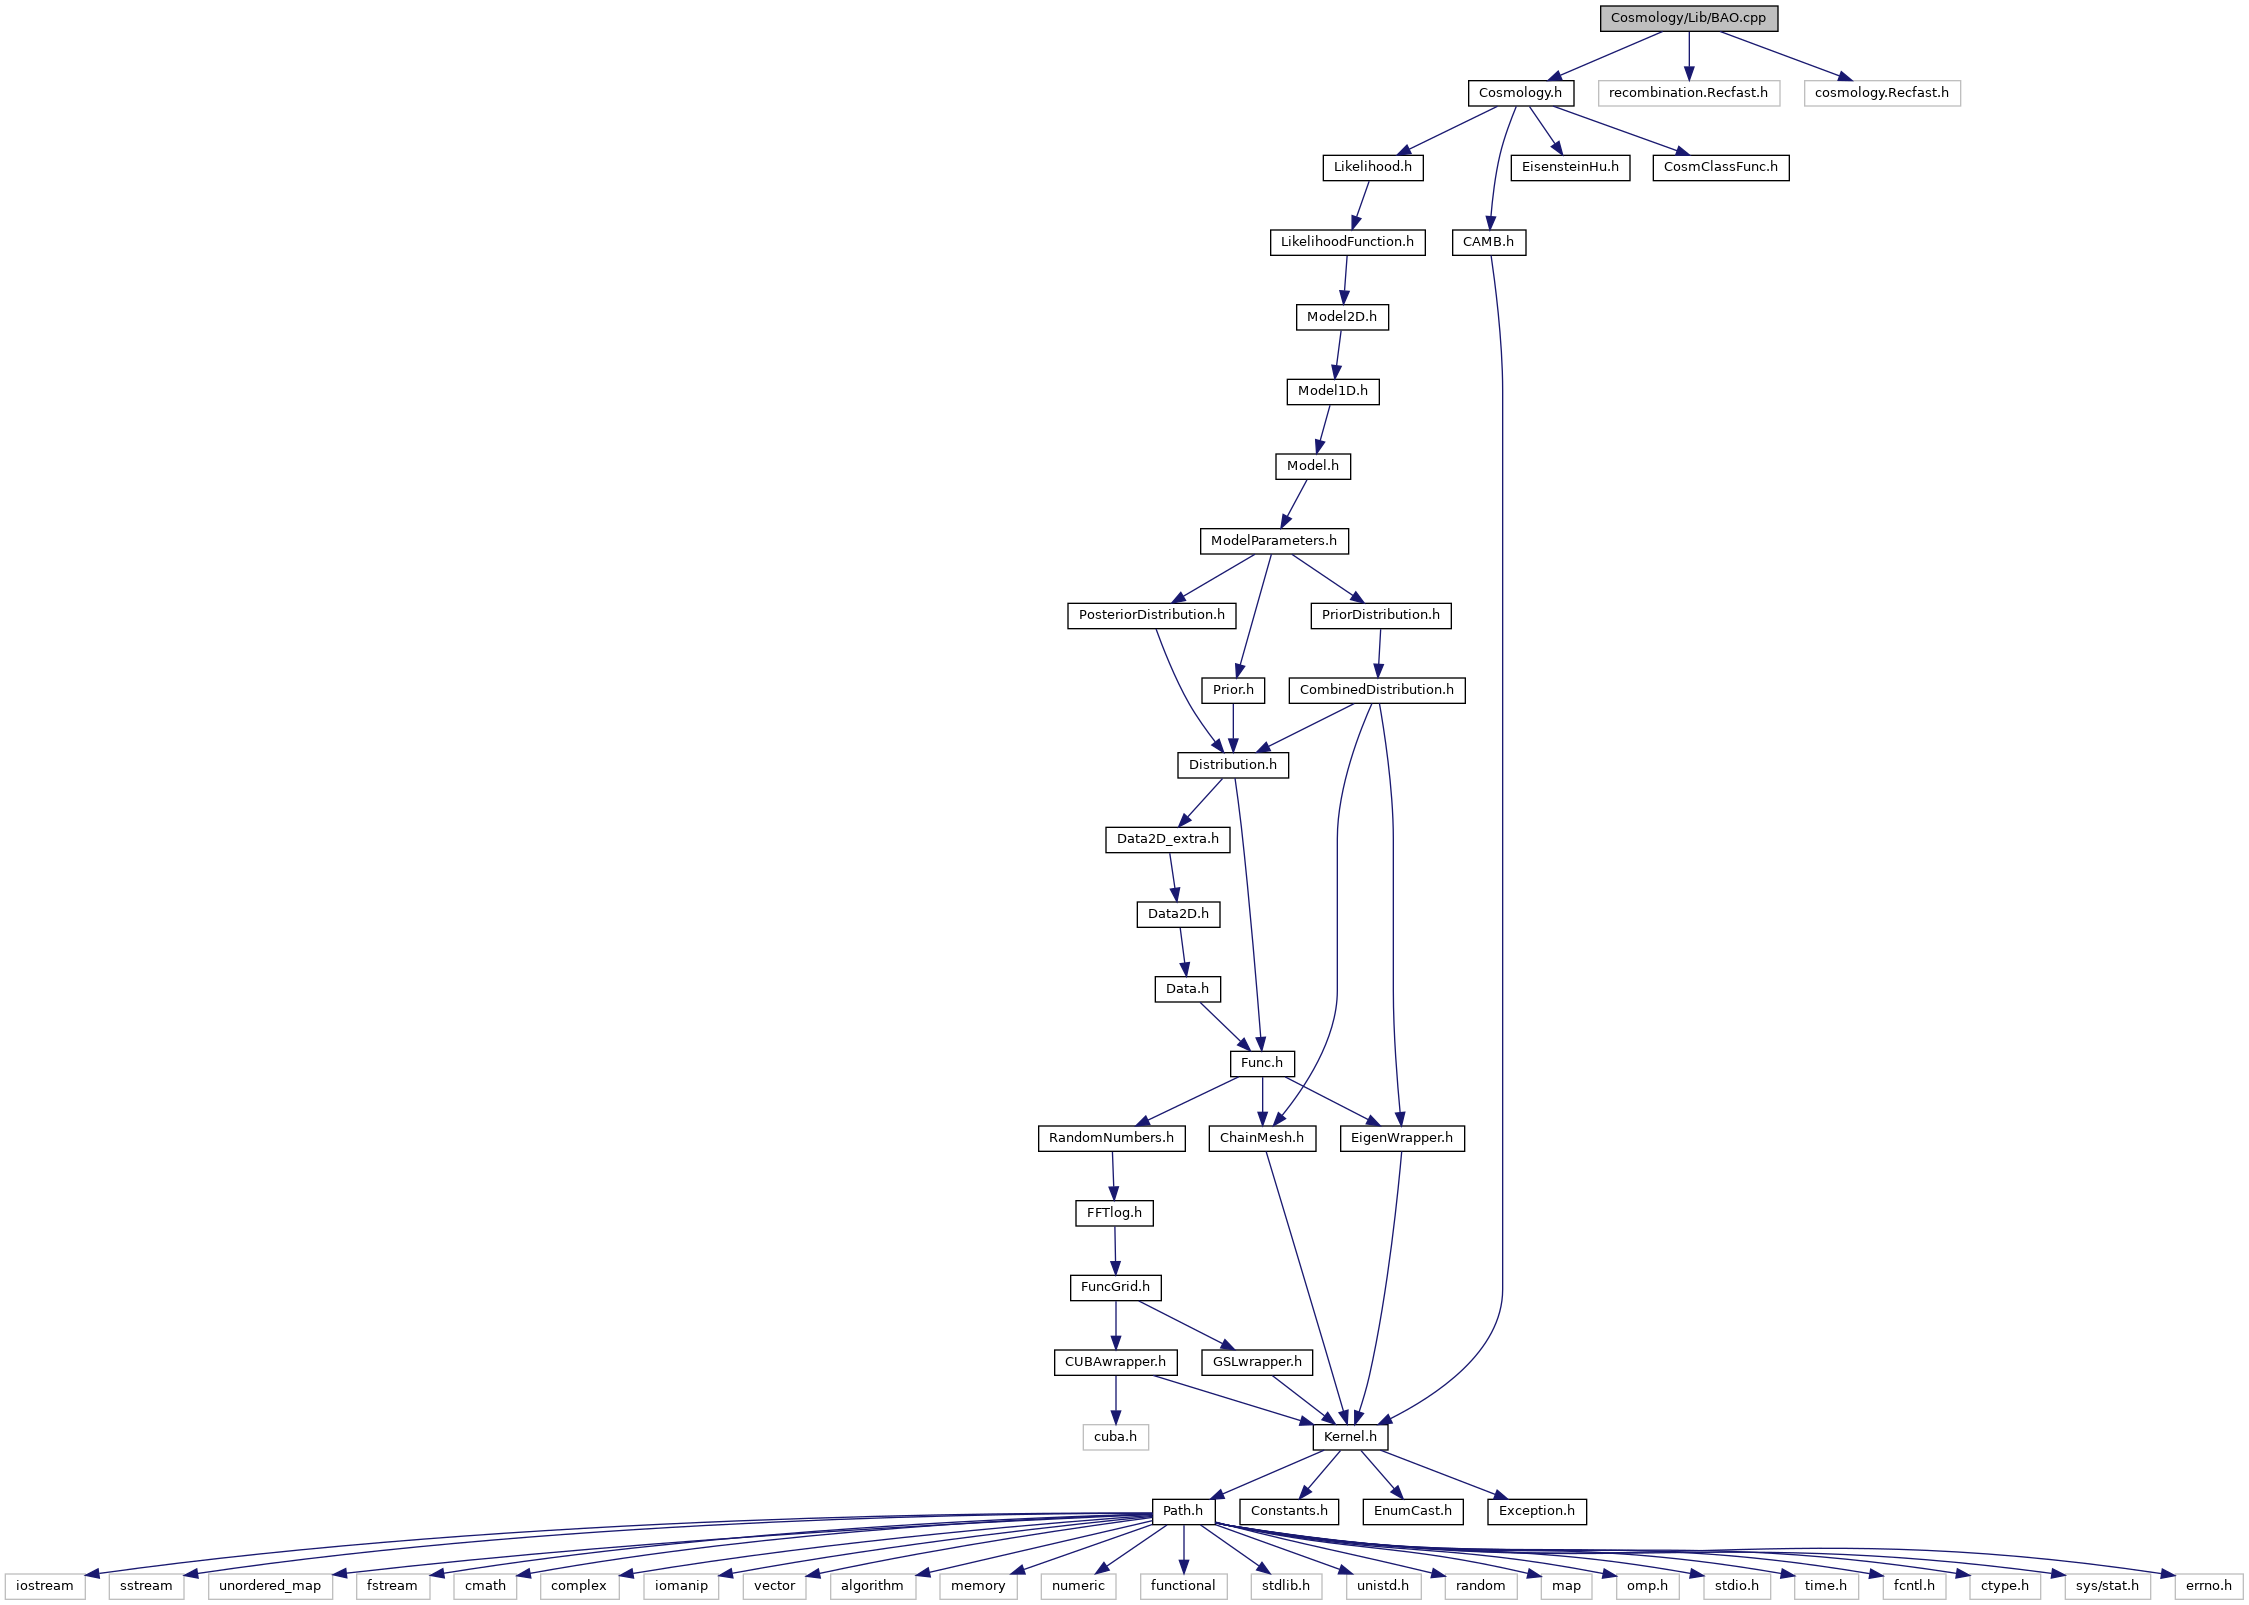 Cosmology/Lib/BAO.cpp
Cosmology.h
recombination.Recfast.h
cosmology.Recfast.h
Likelihood.h
EisensteinHu.h
CosmClassFunc.h
LikelihoodFunction.h
CAMB.h
Model2D.h
Model1D.h
Model.h
ModelParameters.h
PosteriorDistribution.h
PriorDistribution.h
Prior.h
CombinedDistribution.h
Distribution.h
Data2D_extra.h
Data2D.h
Data.h
Func.h
RandomNumbers.h
ChainMesh.h
EigenWrapper.h
FFTlog.h
FuncGrid.h
CUBAwrapper.h
GSLwrapper.h
cuba.h
Kernel.h
Path.h
Constants.h
EnumCast.h
Exception.h
iostream
sstream
unordered_map
fstream
cmath
complex
iomanip
vector
algorithm
memory
numeric
functional
stdlib.h
unistd.h
random
map
omp.h
stdio.h
time.h
fcntl.h
ctype.h
sys/stat.h
errno.h